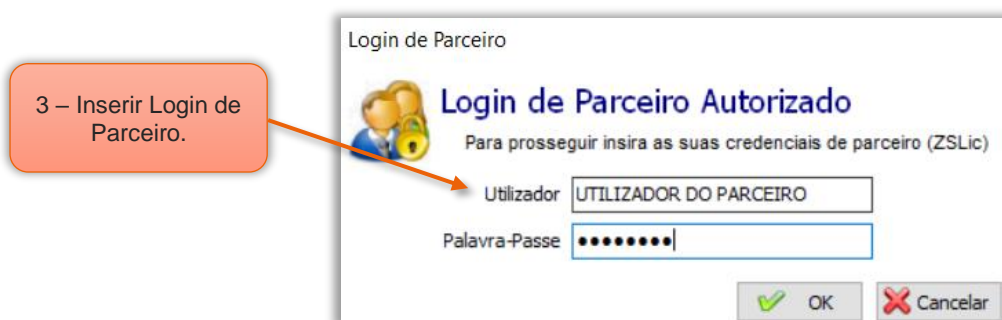 Login de Parceiro
3 – Inserir Login de
Parceiro.
Login de Parceiro Autorizado
Para prosseguir insira as suas credenciais de parceiro (ZSLic)
Utilizador UTILIZADOR DO PARCEIRO
Palavra-Passe ●●●●●●●●
OK Cancelar